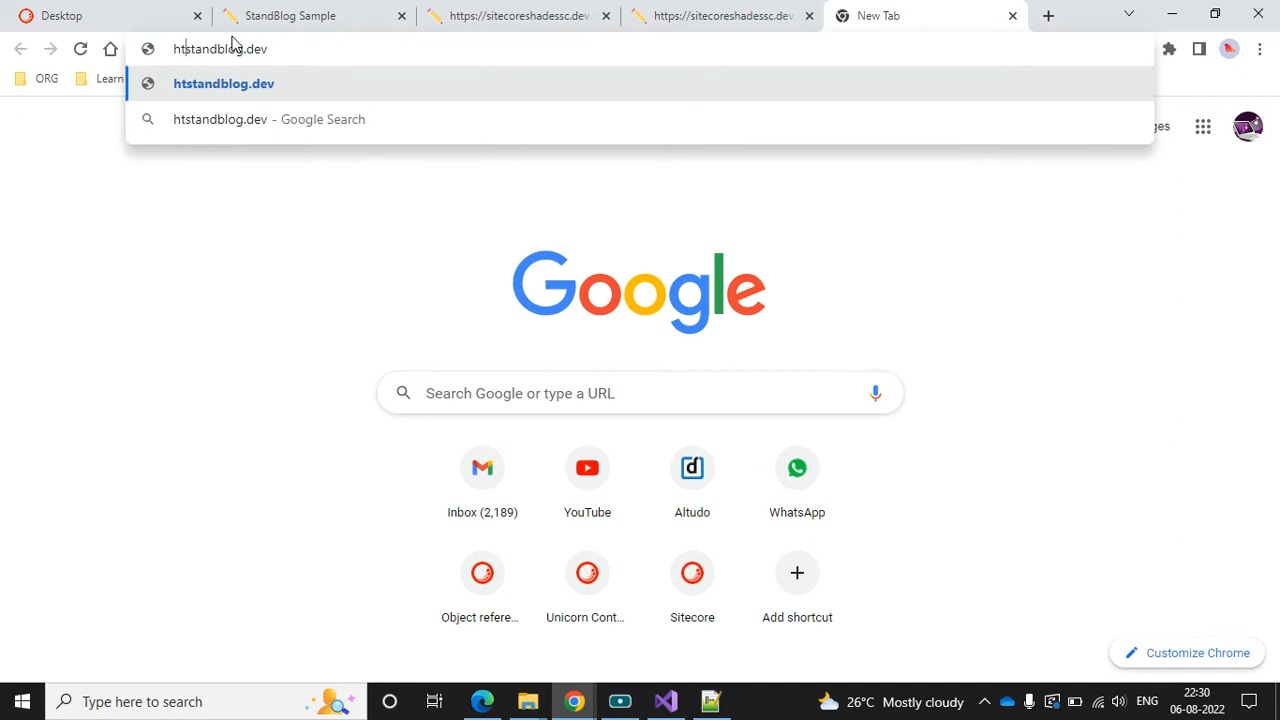 Desktop
StandBlog Sample
https://sitecoreshadessc.dev.
https://sitecoreshadessc.dev.
New Tab
htstandblog.dev
ORG
Learn
htstandblog.dev
htstandblog.dev - Google Search
Google
Search Google or type a URL
Inbox (2,189)
YouTube
Altudo
WhatsApp
Object refere...
Unicorn Cont...
Sitecore
Add shortcut
Customize Chrome
Type here to search
26°C Mostly cloudy
ENG
22:30
06-08-2022